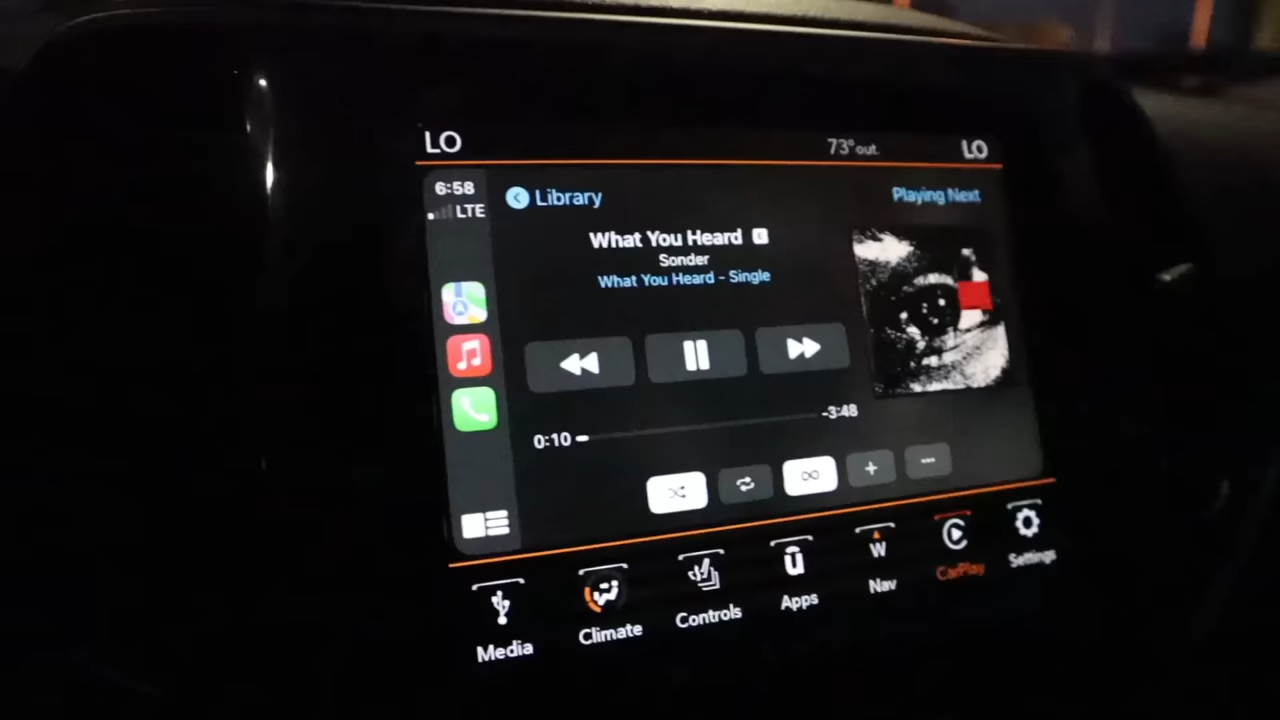 LO
73° out.
LO
6:58
LTE
Library
Playing Next
What You Heard E
Sonder
What You Heard - Single
0:10
-3:48
W
Media
Climate
Controls
Apps
Nav
CarPlay
Settings